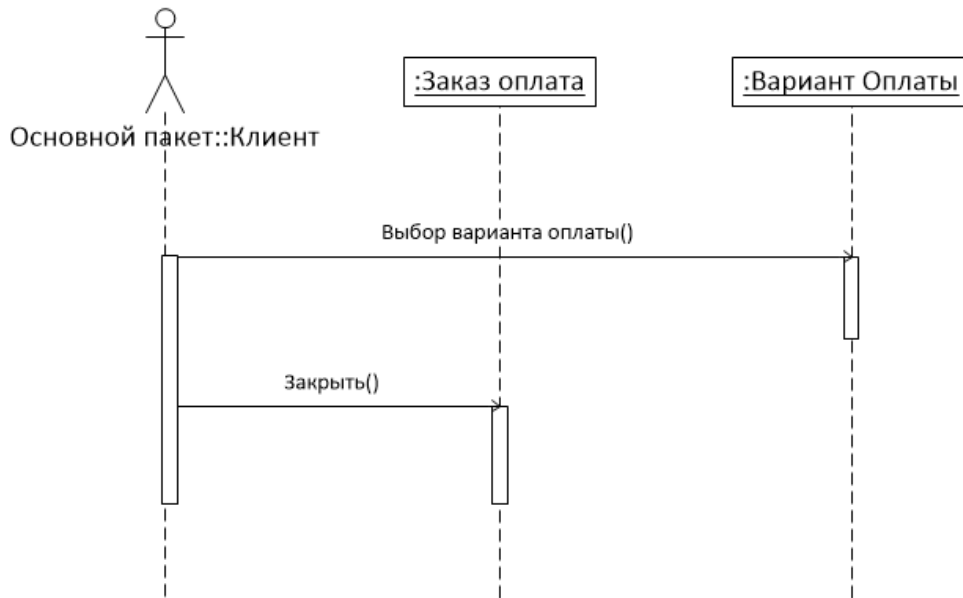 :Заказ оплата
:Вариант Оплаты
Основной пакет::Клиент
Выбор варианта оплаты()
Закрыть()